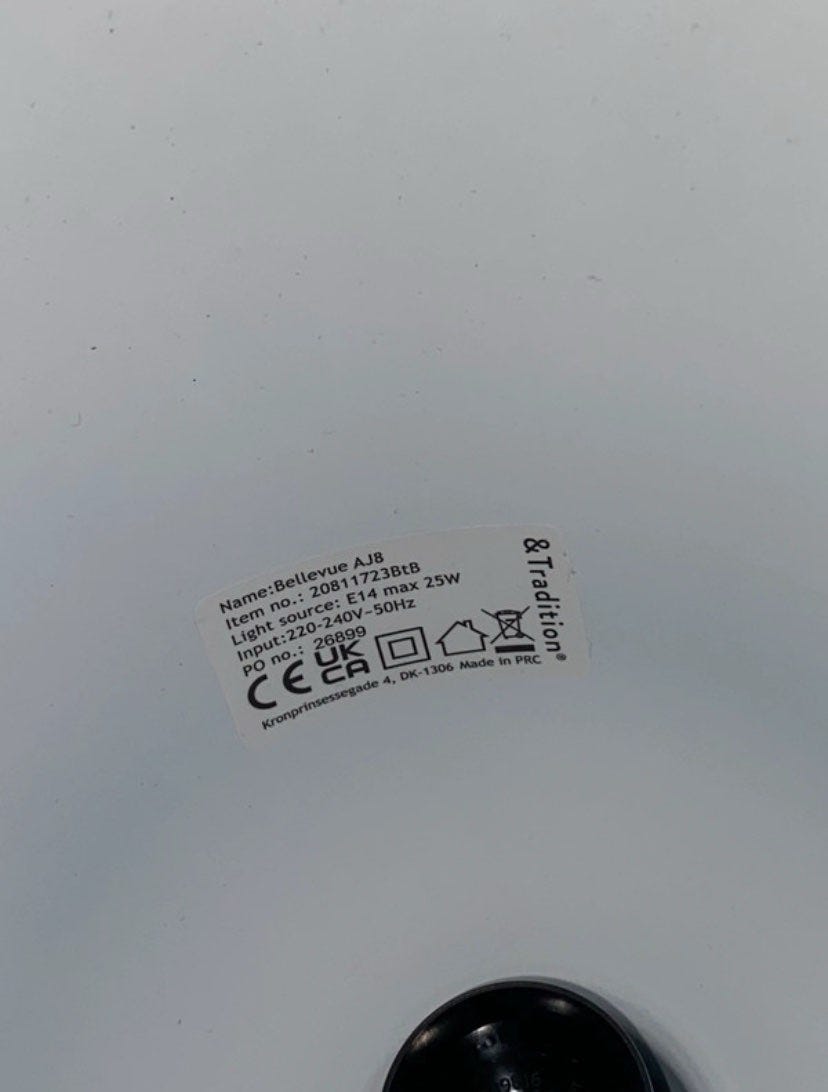 Name:Bellevue AJ8
Item no.: 20811723BtB
Light source: E14 max 25W
Input:220-240V~50Hz
PO no.: 26899
CE UK CA
Kronprinsessegade 4, DK-1306 Made in PRC
&Tradition®